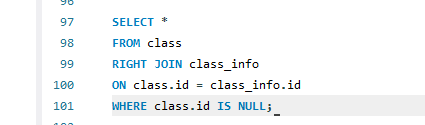 96
97 SELECT *
98 FROM class
99 RIGHT JOIN class_info
100 ON class.id = class_info.id
101 WHERE class.id IS NULL;